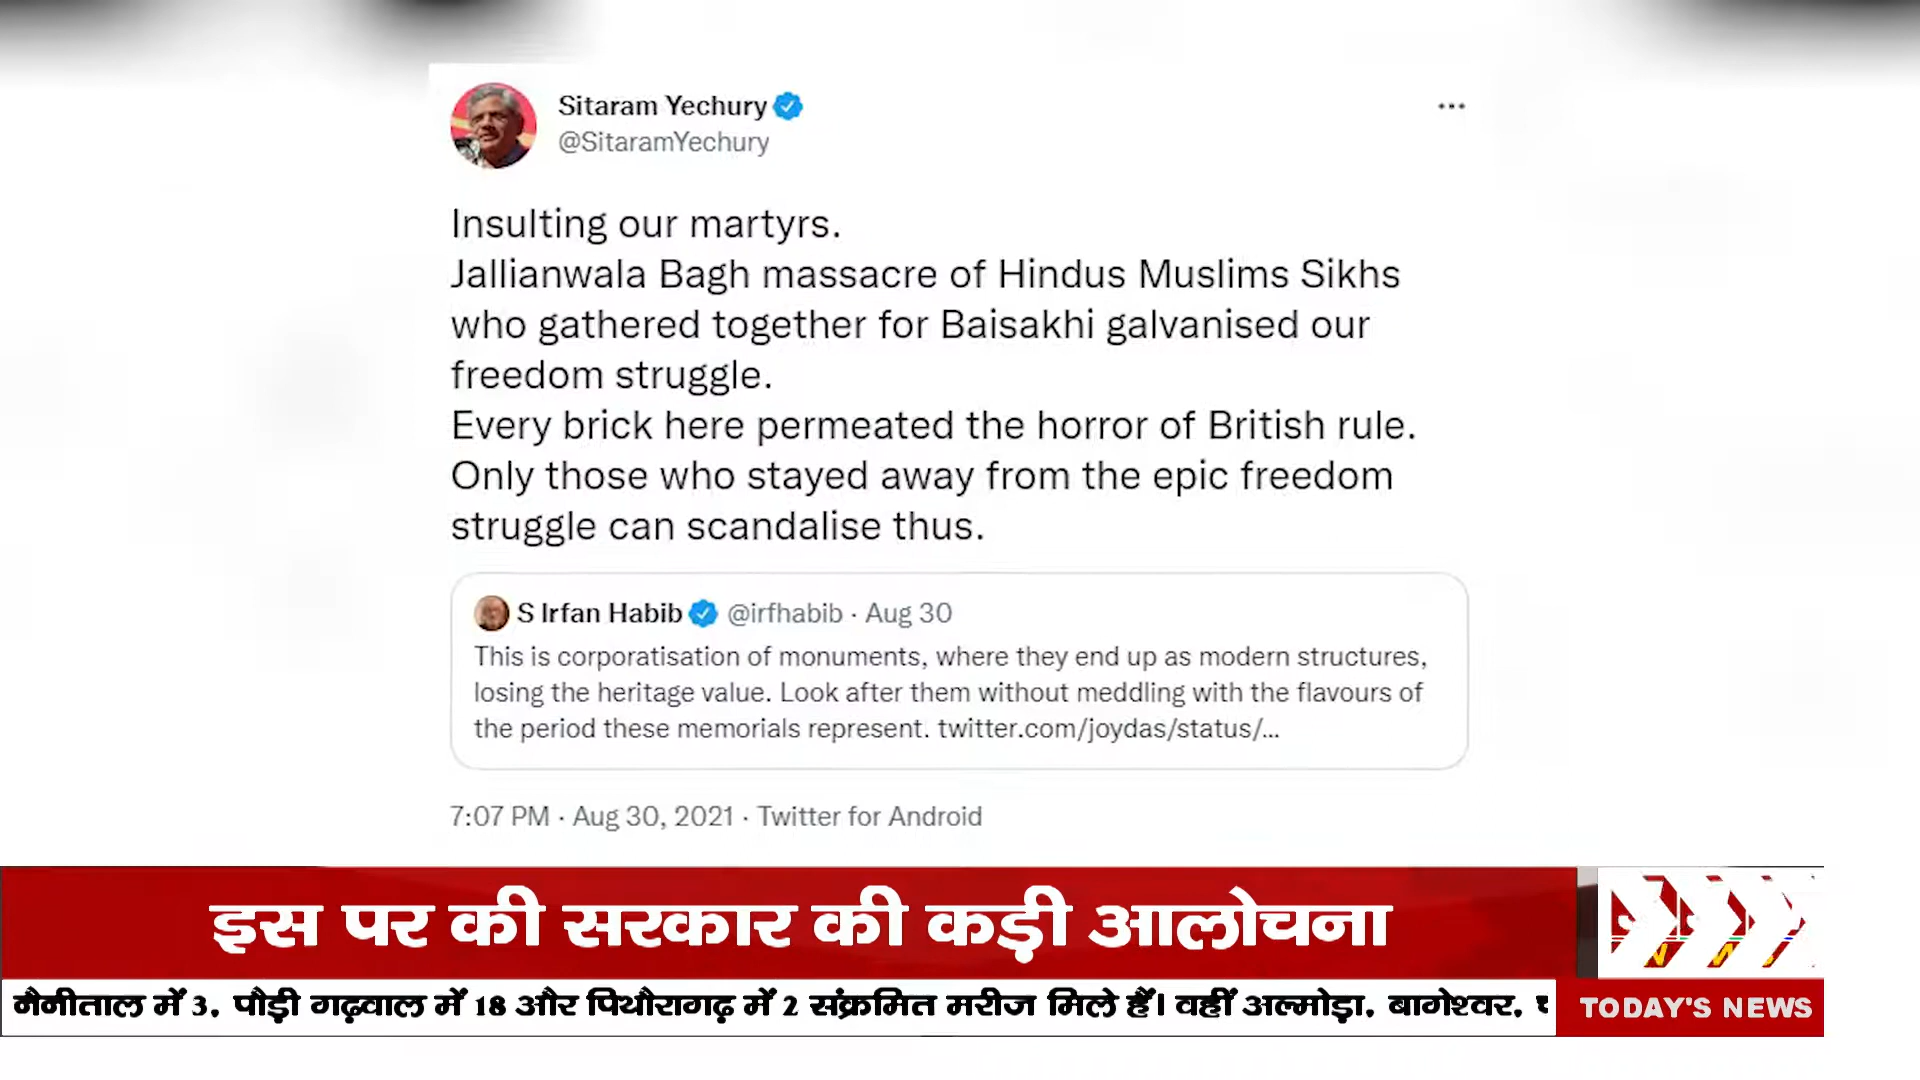 Sitaram Yechury
@SitaramYechury
Insulting our martyrs.
Jallianwala Bagh massacre of Hindus Muslims Sikhs
who gathered together for Baisakhi galvanised our
freedom struggle.
Every brick here permeated the horror of British rule.
Only those who stayed away from the epic freedom
struggle can scandalise thus.
S Irfan Habib @irfhabib · Aug 30
This is corporatisation of monuments, where they end up as modern structures,
losing the heritage value. Look after them without meddling with the flavours of
the period these memorials represent. twitter.com/joydas/status/...
7:07 PM · Aug 30, 2021 · Twitter for Android
इस पर की सरकार की कड़ी आलोचना
नैनीताल में 3, पौड़ी गढ़वाल में 18 और पिथौरागढ़ में 2 संक्रमित मरीज मिले हैं। वहीं अल्मोड़ा, बागेश्वर,
TODAY'S NEWS